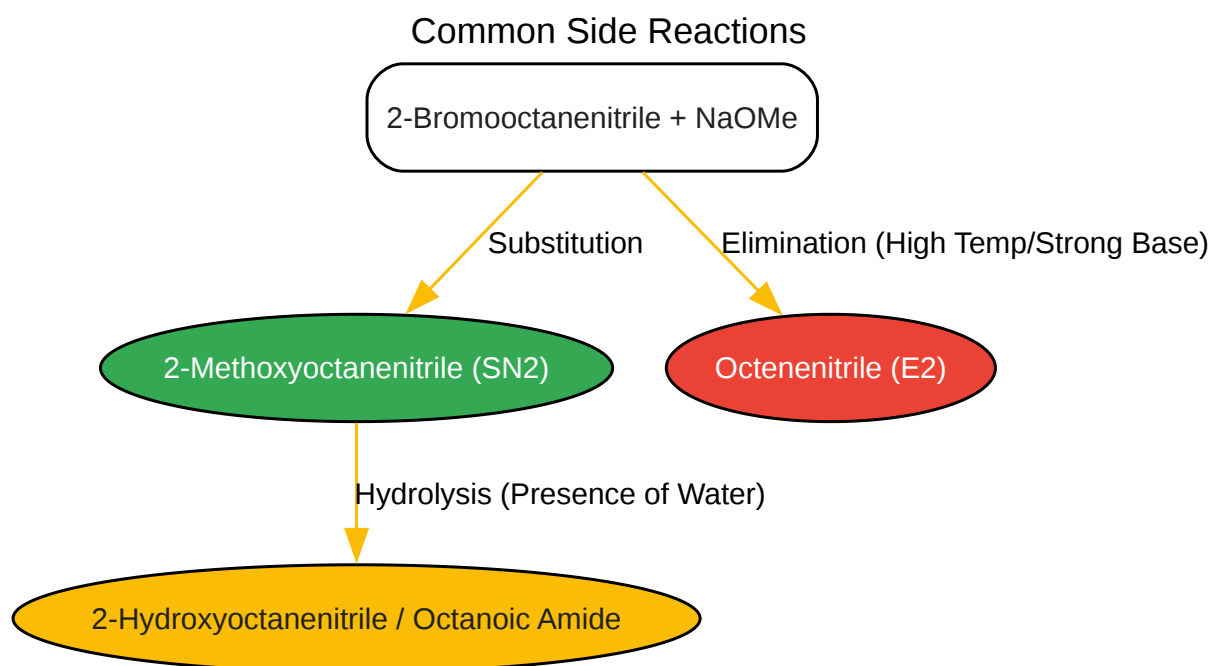 Common Side Reactions
2-Bromooctanenitrile + NaOMe
Substitution
Elimination (High Temp/Strong Base)
2-Methoxyoctanenitrile (SN2)
Octenenitrile (E2)
Hydrolysis (Presence of Water)
2-Hydroxyoctanenitrile / Octanoic Amide